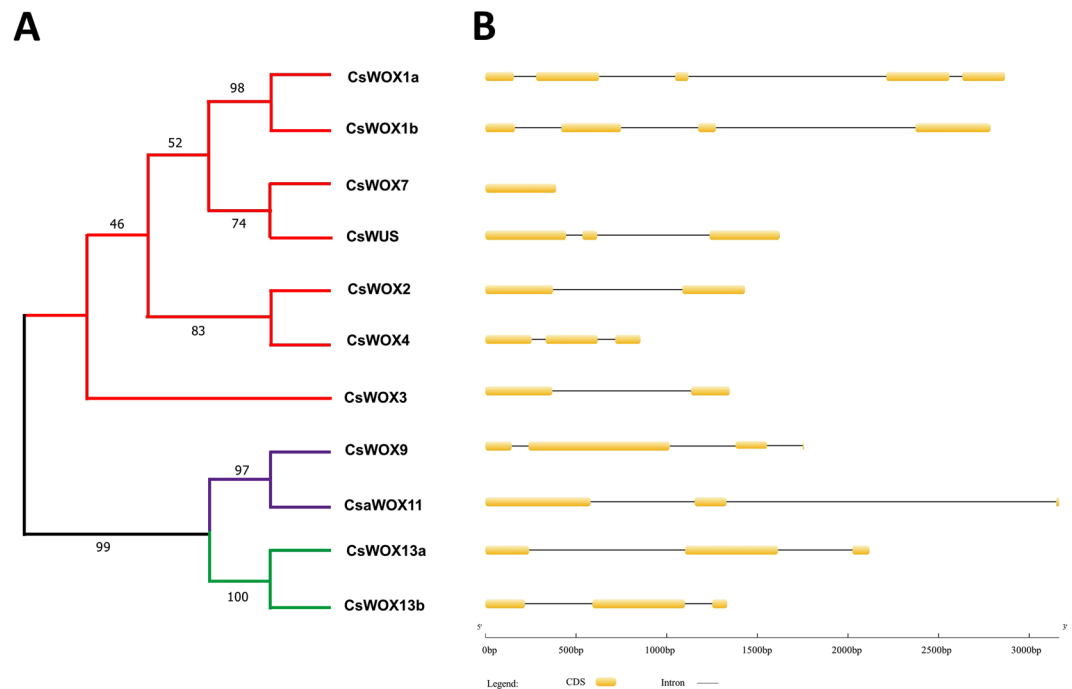 A
B
CsWOX1a
98
CsWOX1b
52
CsWOX7
74
CsWUS
46
CsWOX2
83
CsWOX4
CsWOX3
CsWOX9
97
CsaWOX11
99
CsWOX13a
100
CsWOX13b
5' 3'
0bp 500bp 1000bp 1500bp 2000bp 2500bp 3000bp
Legend: CDS Intron